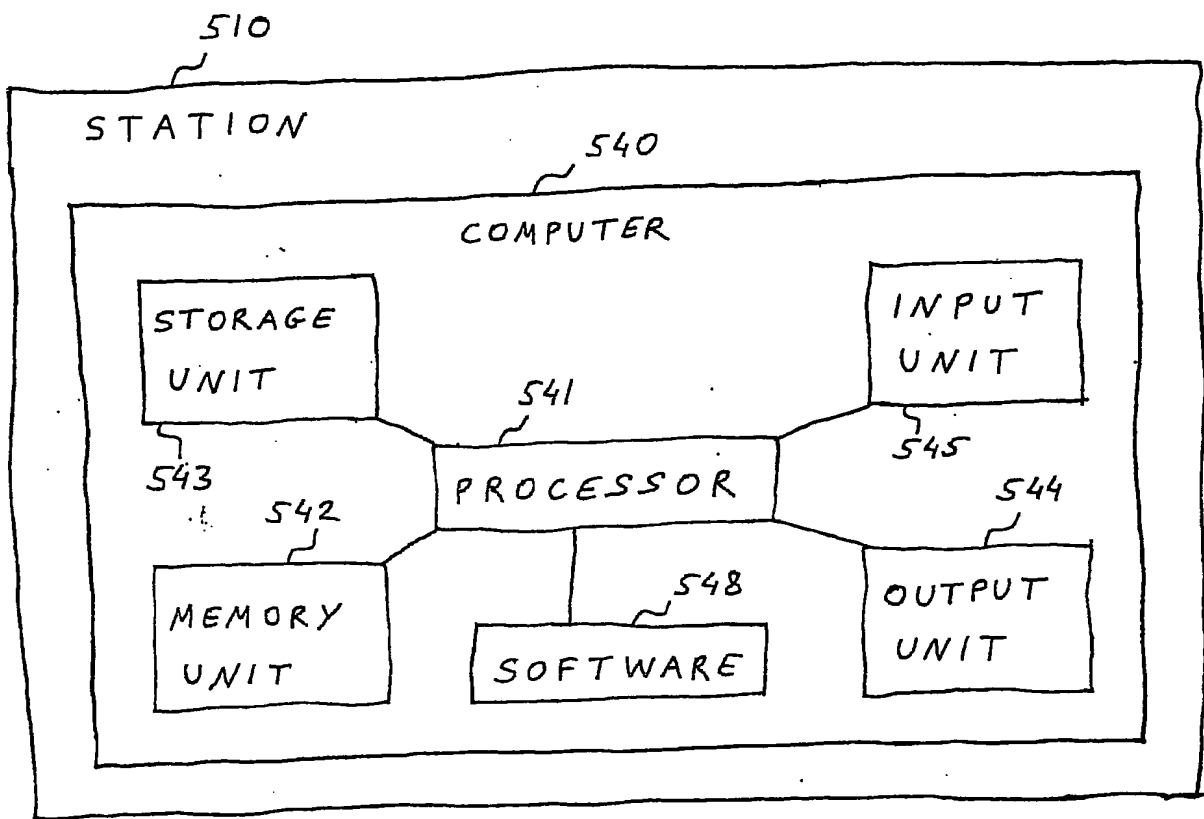 510
STATION
540
COMPUTER
STORAGE
UNIT
543
INPUT
UNIT
545
541
PROCESSOR
542
MEMORY
UNIT
548
SOFTWARE
544
OUTPUT
UNIT